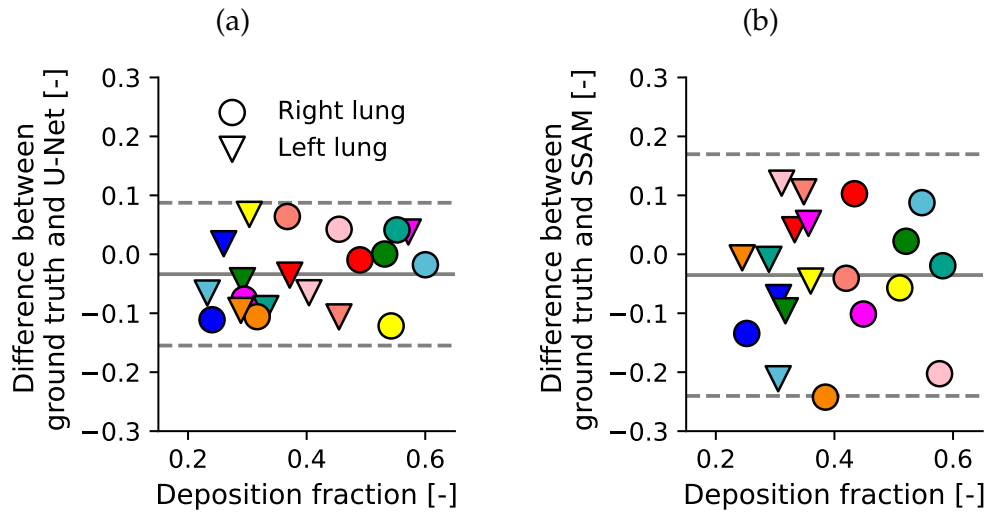 (a)
Difference between
ground truth and U-Net [-]
0.3
0.2
0.1
0.0
−0.1
−0.2
−0.3
Right lung
Left lung
0.2 0.4 0.6
Deposition fraction [-]
(b)
Difference between
ground truth and SSAM [-]
0.3
0.2
0.1
0.0
−0.1
−0.2
−0.3
0.2 0.4 0.6
Deposition fraction [-]